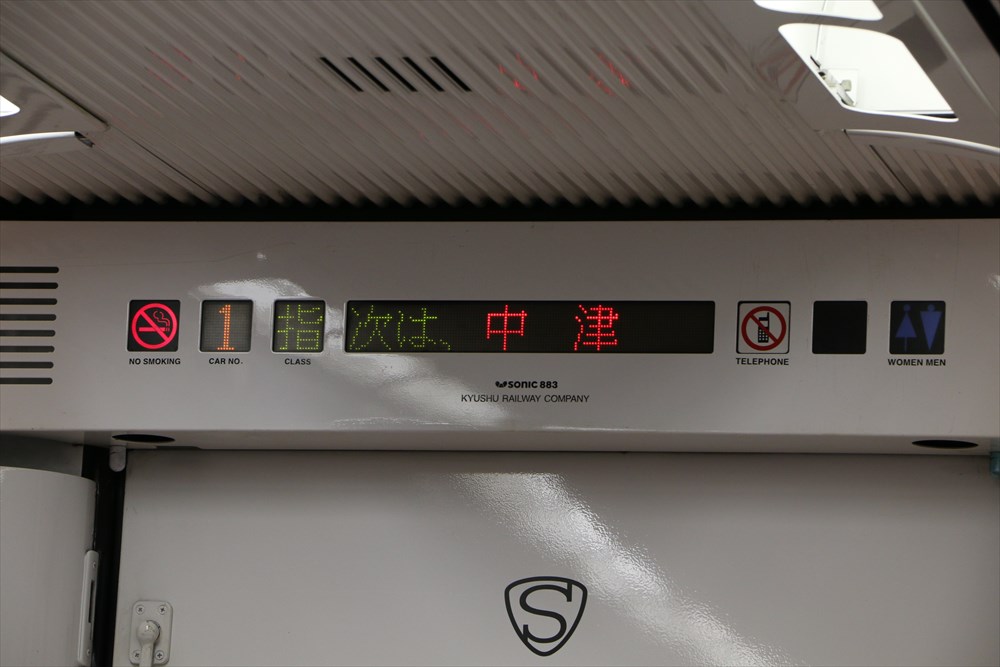 1 指 次は、 中 津
NO SMOKING CAR NO. CLASS TELEPHONE WOMEN MEN
SONIC 883
KYUSHU RAILWAY COMPANY
S